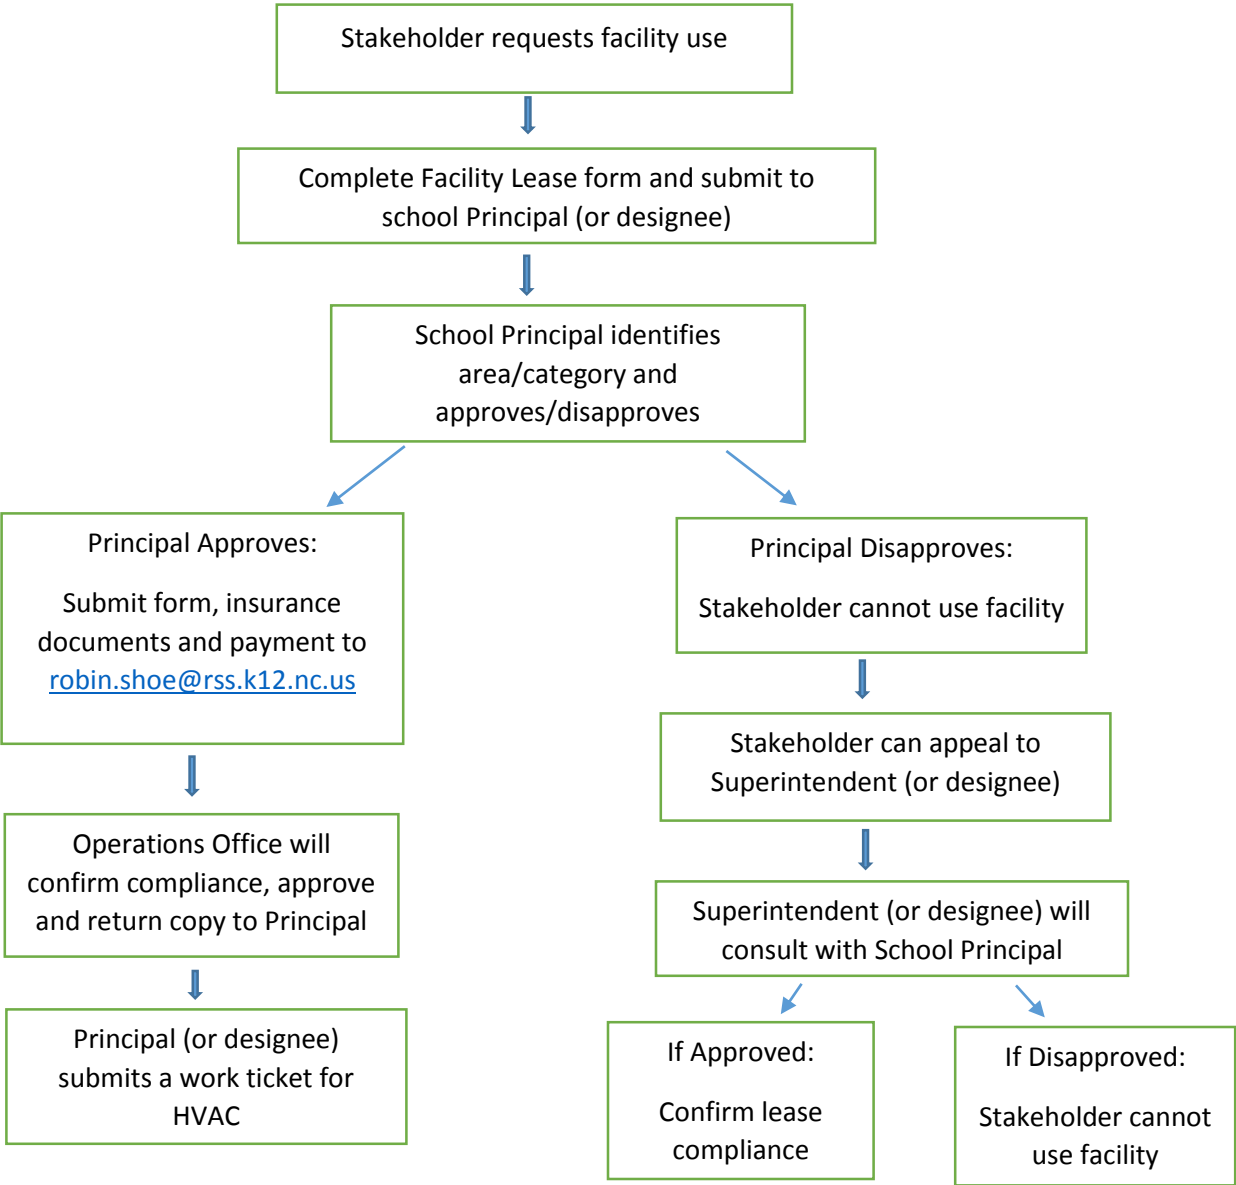 Stakeholder requests facility use
Complete Facility Lease form and submit to
school Principal (or designee)
School Principal identifies
area/category and
approves/disapproves
Principal Approves:
Submit form, insurance
documents and payment to
robin.shoe@rss.k12.nc.us
Operations Office will
confirm compliance, approve
and return copy to Principal
Principal (or designee)
submits a work ticket for
HVAC
Principal Disapproves:
Stakeholder cannot use facility
Stakeholder can appeal to
Superintendent (or designee)
Superintendent (or designee) will
consult with School Principal
If Approved:
Confirm lease
compliance
If Disapproved:
Stakeholder cannot
use facility